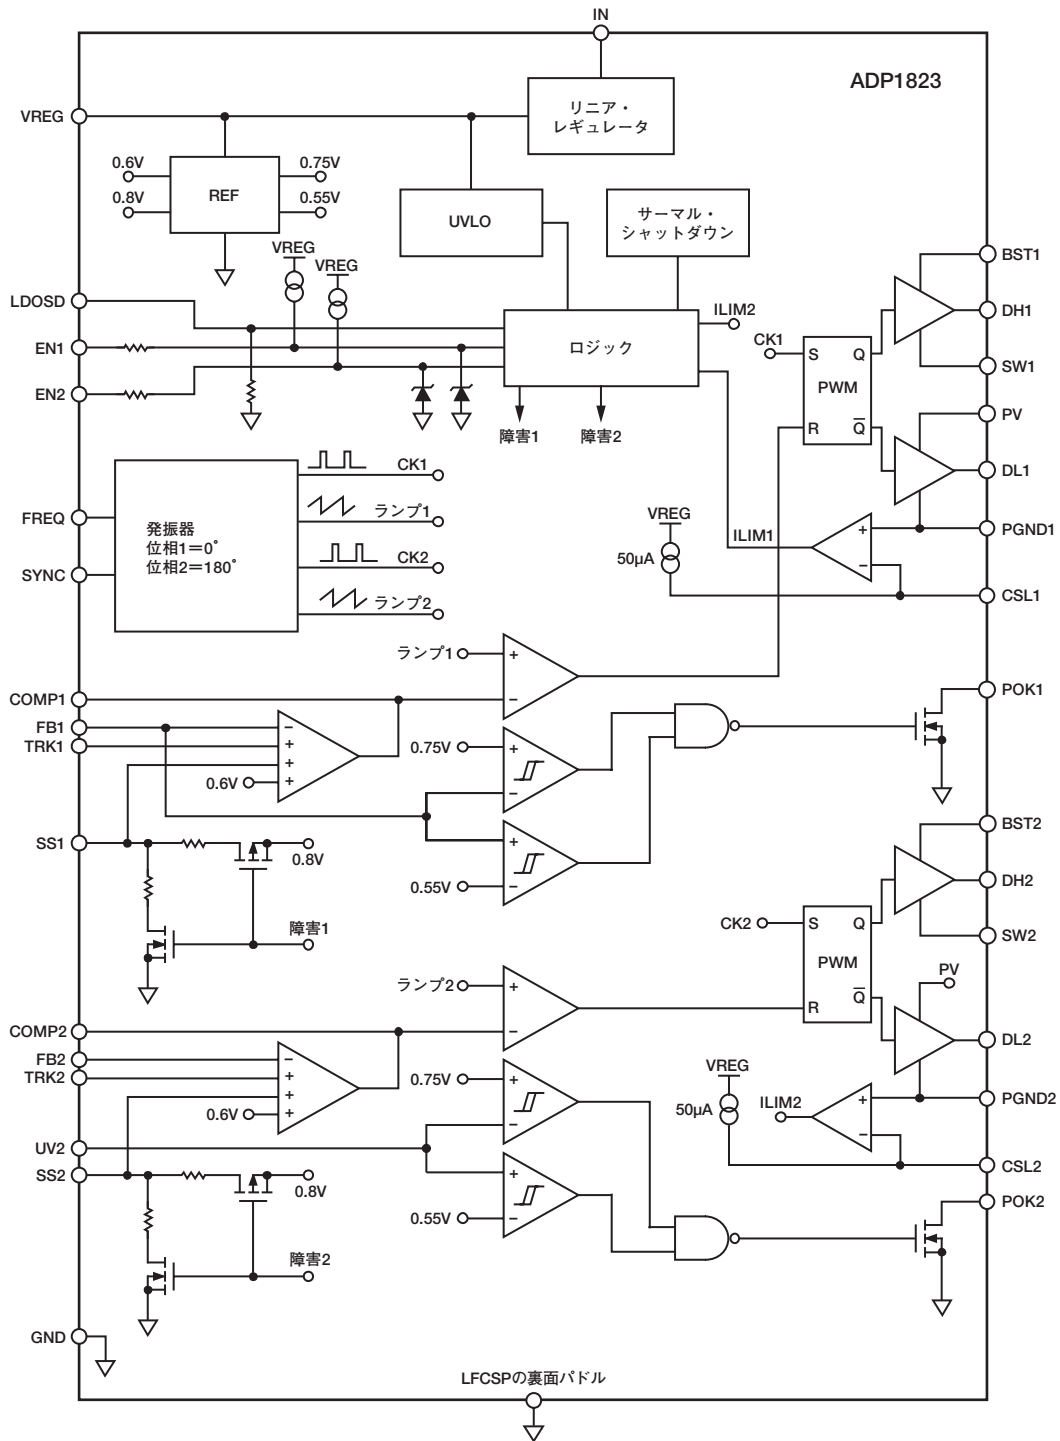 IN
ADP1823
リニア・
レギュレータ
VREG
0.6V
0.75V
REF
0.8V
0.55V
UVLO
サーマル・
シャットダウン
VREG
VREG
BST1
LDOSD
ILIM2
DH1
EN1
ロジック
CK1
S
Q
SW1
EN2
PWM
PV
障害1
障害2
R
Q
DL1
CK1
FREQ
ランプ1
VREG
ILIM1
+
PGND1
発振器
位相1=0°
位相2=180°
50µA
CK2
−
SYNC
CSL1
ランプ2
ランプ1
+
COMP1
−
POK1
FB1
−
TRK1
+
0.75V
+
+
0.6V
+
−
BST2
SS1
+
0.8V
0.55V
−
DH2
障害1
CK2
S
Q
SW2
PWM
PV
ランプ2
+
R
Q
COMP2
−
DL2
FB2
−
TRK2
+
0.75V
+
VREG
+
50µA
ILIM2
+
PGND2
0.6V
+
−
−
UV2
SS2
+
CSL2
0.8V
POK2
0.55V
−
障害2
GND
LFCSPの裏面パドル